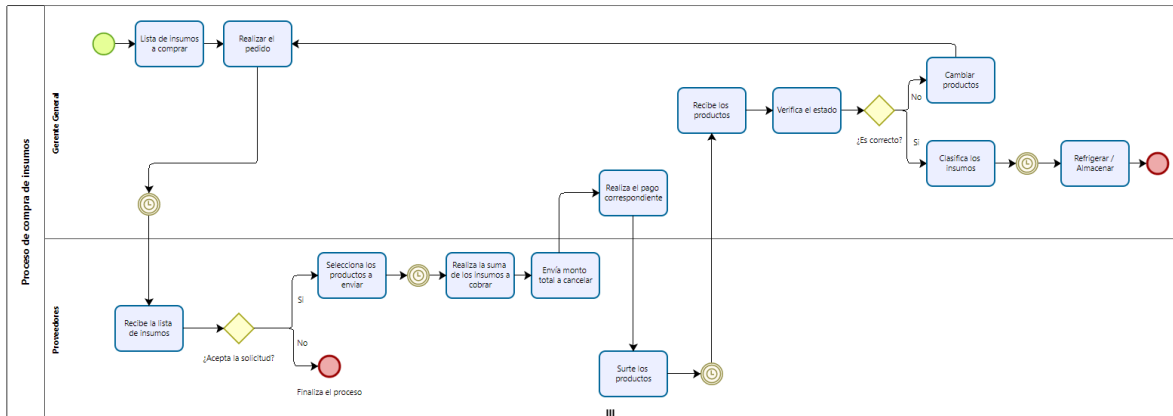 Proceso de compra de insumos
Gerente General
Lista de insumos
a comprar
Realizar el
pedido
Recibe los
productos
Verifica el estado
¿Es correcto?
No
Cambiar
productos
Si
Clasifica los
insumos
Refrigerar /
Almacenar
Realiza el pago
correspondiente
Proveedores
Recibe la lista
de insumos
¿Acepta la solicitud?
Si
Selecciona los
productos a
enviar
Realiza la suma
de los insumos a
cobrar
Envía monto
total a cancelar
No
Finaliza el proceso
Surte los
productos